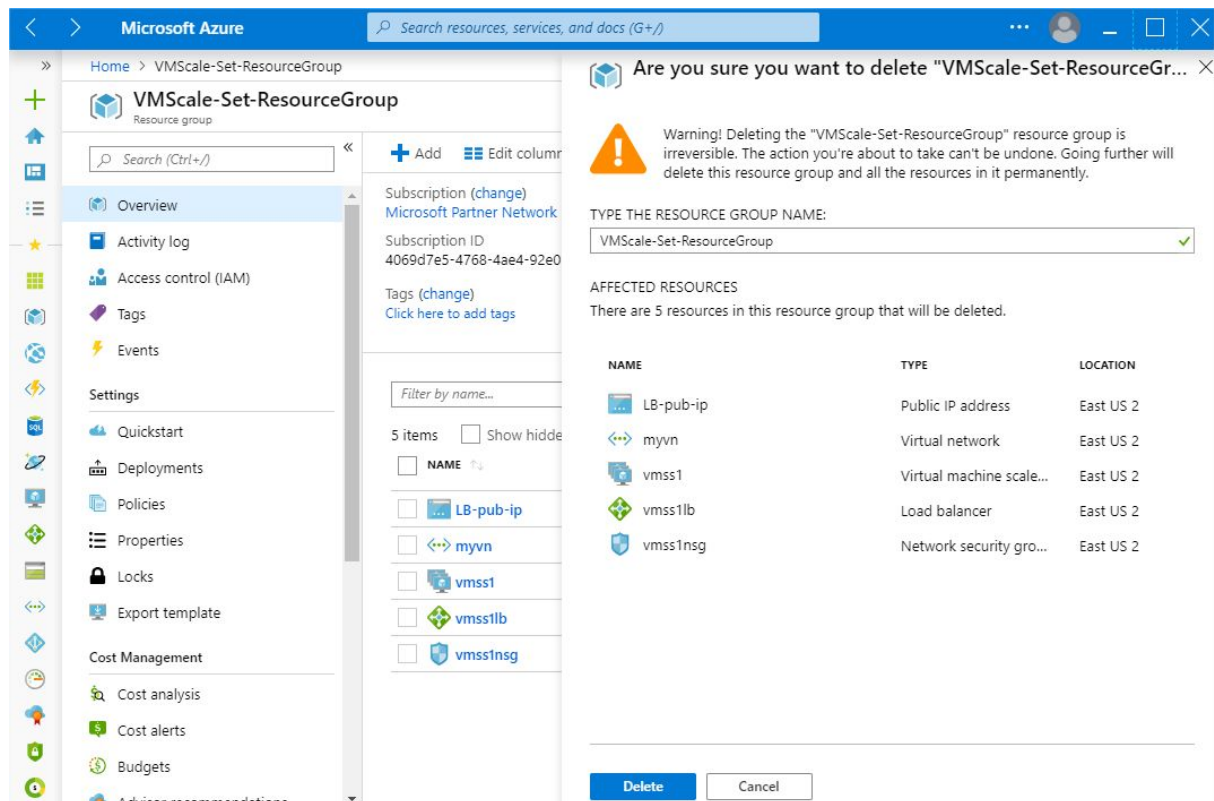 Microsoft Azure
Search resources, services, and docs (G+/)
Home > VMScale-Set-ResourceGroup
VMScale-Set-ResourceGroup
Resource group
Search (Ctrl+/)
Overview
Activity log
Access control (IAM)
Tags
Events
Settings
Quickstart
Deployments
Policies
Properties
Locks
Export template
Cost Management
Cost analysis
Cost alerts
Budgets
Advisor recommendations
Add Edit column
Subscription (change)
Microsoft Partner Network
Subscription ID
4069d7e5-4768-4ae4-92e0
Tags (change)
Click here to add tags
Filter by name...
5 items Show hidde
NAME
LB-pub-ip
myvn
vmss1
vmss1lb
vmss1nsg
Are you sure you want to delete "VMScale-Set-ResourceGr...
Warning! Deleting the "VMScale-Set-ResourceGroup" resource group is
irreversible. The action you're about to take can't be undone. Going further will
delete this resource group and all the resources in it permanently.
TYPE THE RESOURCE GROUP NAME:
VMScale-Set-ResourceGroup
AFFECTED RESOURCES
There are 5 resources in this resource group that will be deleted.
NAME TYPE LOCATION
LB-pub-ip Public IP address East US 2
myvn Virtual network East US 2
vmss1 Virtual machine scale... East US 2
vmss1lb Load balancer East US 2
vmss1nsg Network security gro... East US 2
Delete Cancel